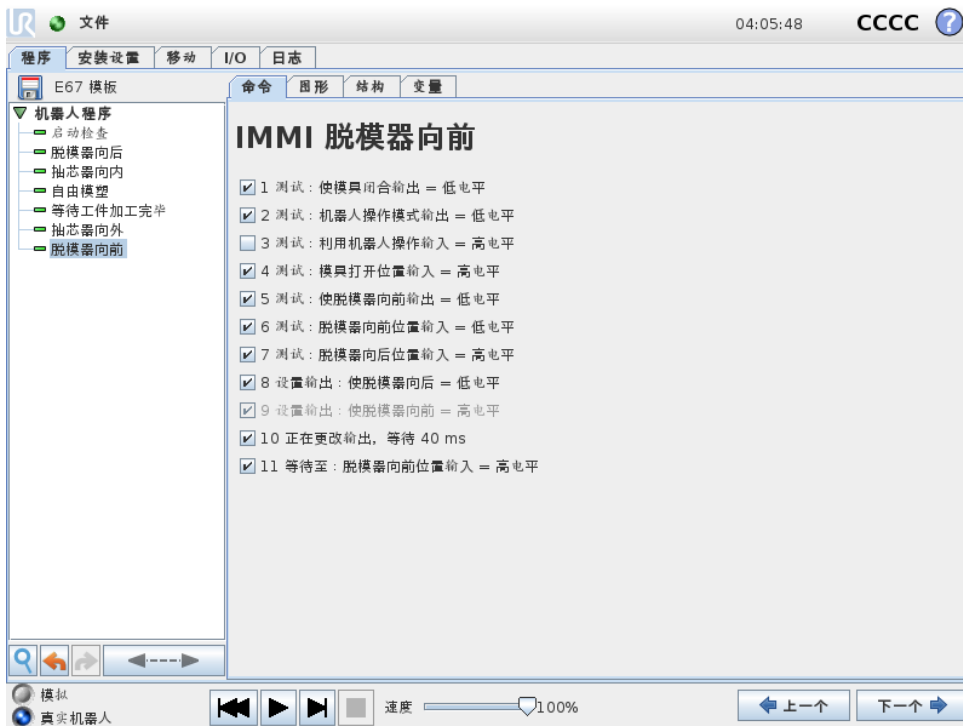 UR 文件 04:05:48 CCCC ?
程序 安装设置 移动 I/O 日志
E67 模板
命令 图形 结构 变量
机器人程序
启动检查
脱模器向后
抽芯器向内
自由模塑
等待工件加工完毕
抽芯器向外
脱模器向前
IMMI 脱模器向前
1 测试：使模具闭合输出 = 低电平
2 测试：机器人操作模式输出 = 低电平
3 测试：利用机器人操作输入 = 高电平
4 测试：模具打开位置输入 = 高电平
5 测试：使脱模器向前输出 = 低电平
6 测试：脱模器向前位置输入 = 低电平
7 测试：脱模器向后位置输入 = 高电平
8 设置输出：使脱模器向后 = 低电平
9 设置输出：使脱模器向前 = 高电平
10 正在更改输出，等待 40 ms
11 等待至：脱模器向前位置输入 = 高电平
模拟
真实机器人
速度 100%
上一个 下一个